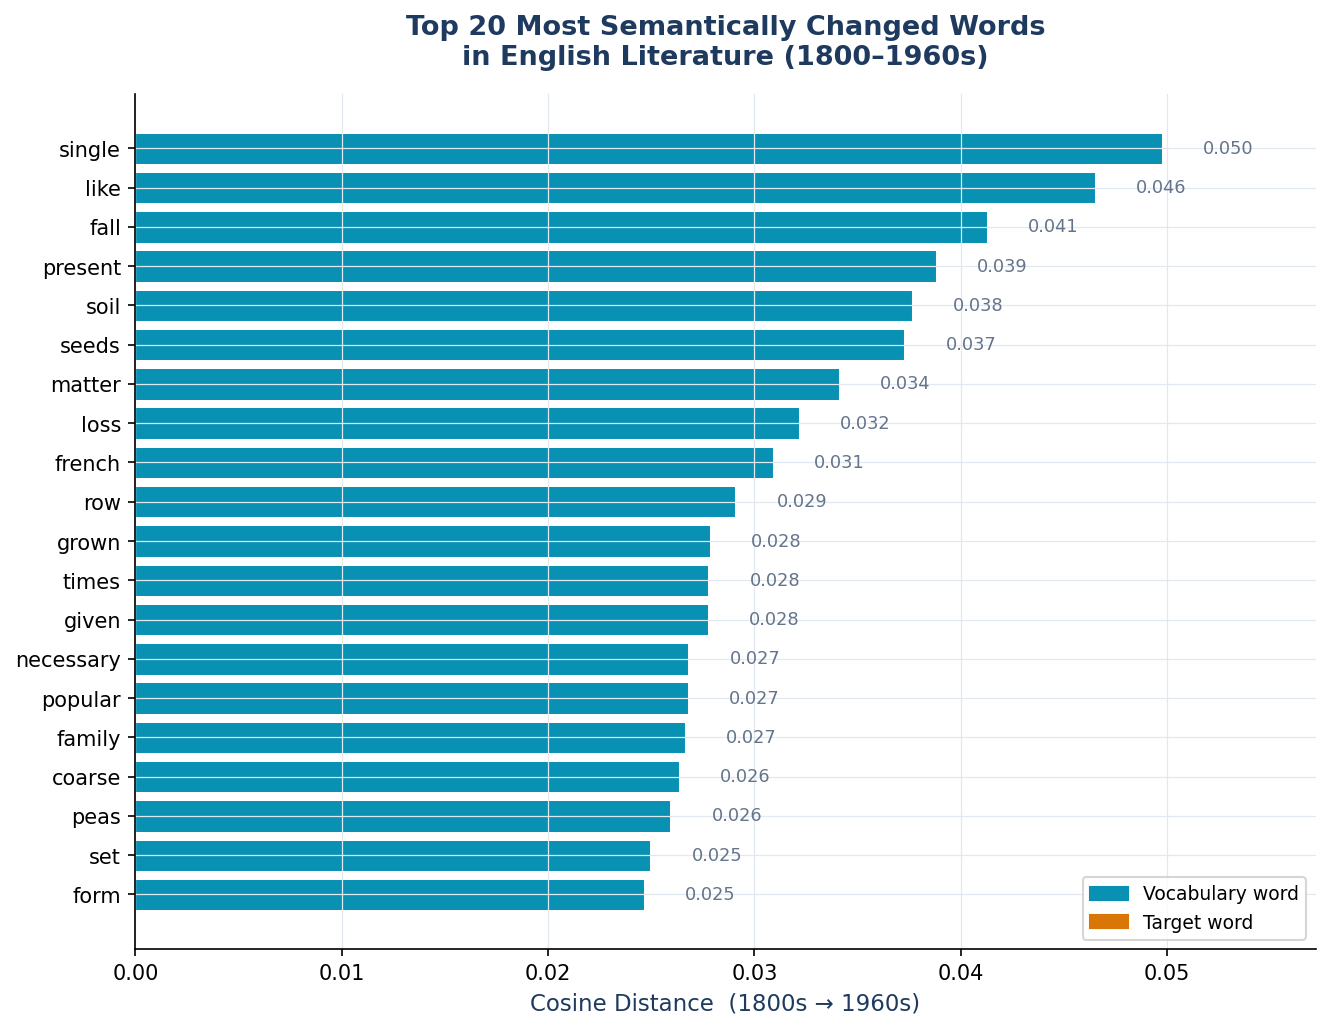 Top 20 Most Semantically Changed Words
in English Literature (1800–1960s)
single 0.050
like 0.046
fall 0.041
present 0.039
soil 0.038
seeds 0.037
matter 0.034
loss 0.032
french 0.031
row 0.029
grown 0.028
times 0.028
given 0.028
necessary 0.027
popular 0.027
family 0.027
coarse 0.026
peas 0.026
set 0.025
form 0.025
Vocabulary word
Target word
0.00 0.01 0.02 0.03 0.04 0.05
Cosine Distance (1800s → 1960s)